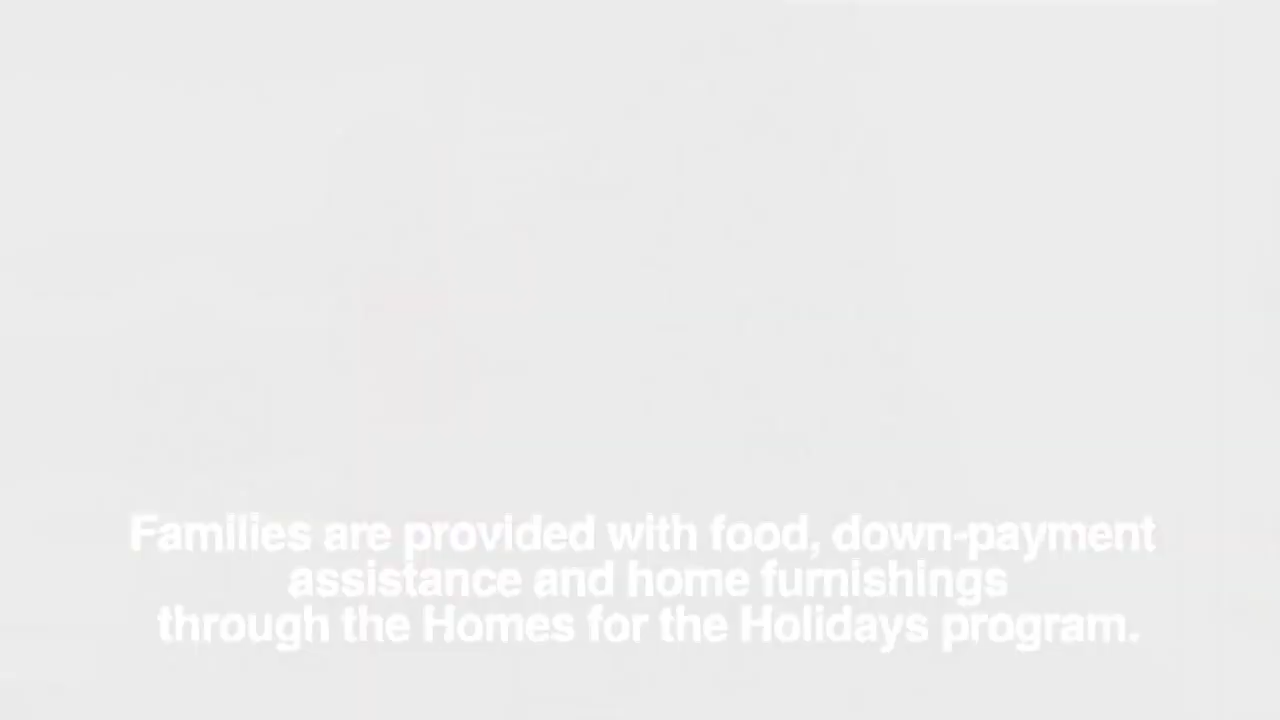 Families are provided with food, down-payment
assistance and home furnishings
through the Homes for the Holidays program.